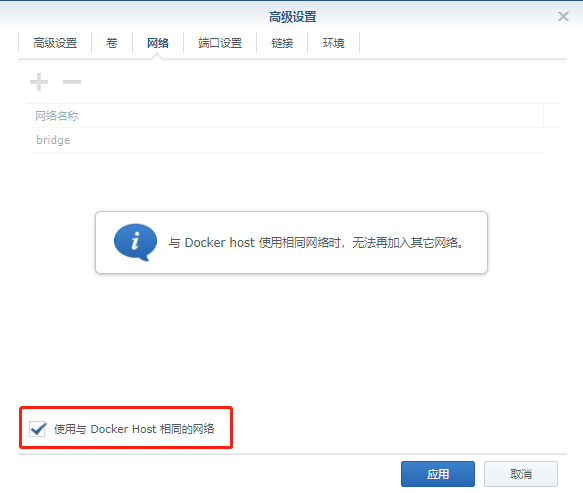 高级设置
高级设置 卷 网络 端口设置 链接 环境
网络名称
bridge
与 Docker host 使用相同网络时，无法再加入其它网络。
使用与 Docker Host 相同的网络
应用 取消